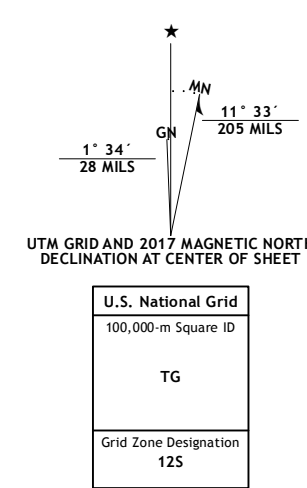 ★
MN
GN
11° 33´
205 MILS
1° 34´
28 MILS
UTM GRID AND 2017 MAGNETIC NORTH
DECLINATION AT CENTER OF SHEET
U.S. National Grid
100,000-m Square ID
TG
Grid Zone Designation
12S